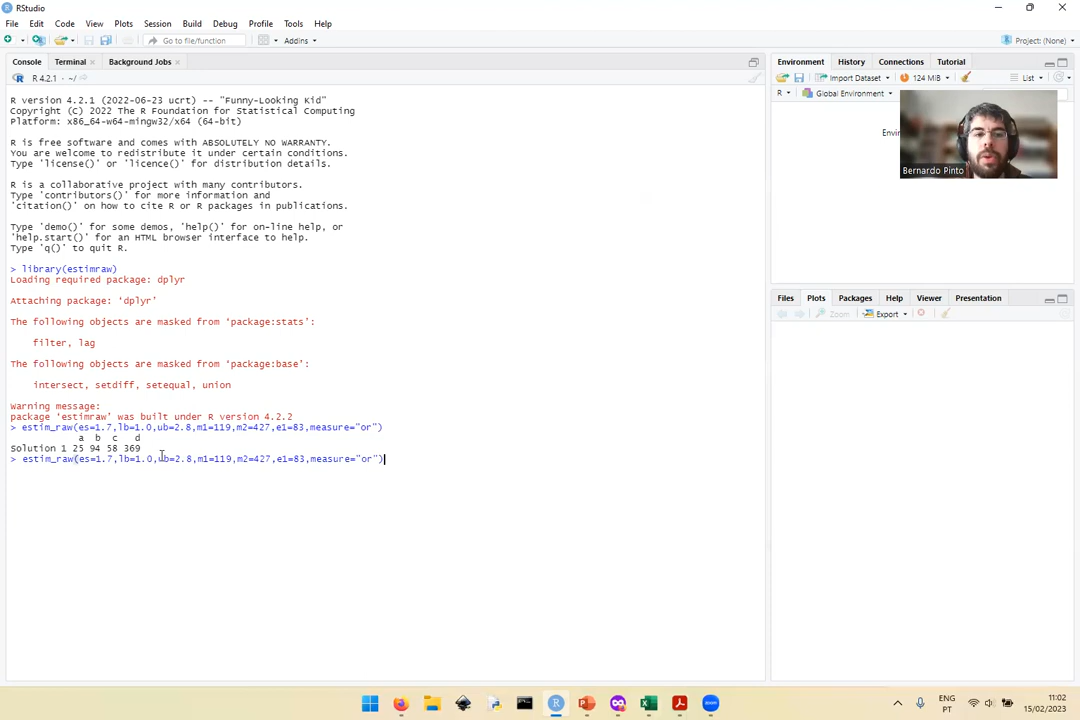 RStudio
File Edit Code View Plots Session Build Debug Profile Tools Help
Go to file/function Addins Project: (None)
Console Terminal Background Jobs
R 4.2.1 · ~/
R version 4.2.1 (2022-06-23 ucrt) -- "Funny-Looking Kid"
Copyright (C) 2022 The R Foundation for Statistical Computing
Platform: x86_64-w64-mingw32/x64 (64-bit)
R is free software and comes with ABSOLUTELY NO WARRANTY.
You are welcome to redistribute it under certain conditions.
Type 'license()' or 'licence()' for distribution details.
R is a collaborative project with many contributors.
Type 'contributors()' for more information and
'citation()' on how to cite R or R packages in publications.
Type 'demo()' for some demos, 'help()' for on-line help, or
'help.start()' for an HTML browser interface to help.
Type 'q()' to quit R.
> library(estimraw)
Loading required package: dplyr
Attaching package: ‘dplyr’
The following objects are masked from ‘package:stats’:
filter, lag
The following objects are masked from ‘package:base’:
intersect, setdiff, setequal, union
Warning message:
package ‘estimraw’ was built under R version 4.2.2
> estim_raw(es=1.7,lb=1.0,ub=2.8,m1=119,m2=427,e1=83,measure="or")
a b c d
Solution 1 25 94 58 369
> estim_raw(es=1.7,lb=1.0,ub=2.8,m1=119,m2=427,e1=83,measure="or")
Environment History Connections Tutorial
Import Dataset 124 MiB List
R Global Environment
Envi
Bernardo Pinto
Files Plots Packages Help Viewer Presentation
Zoom Export
ENG
PT
11:02
15/02/2023